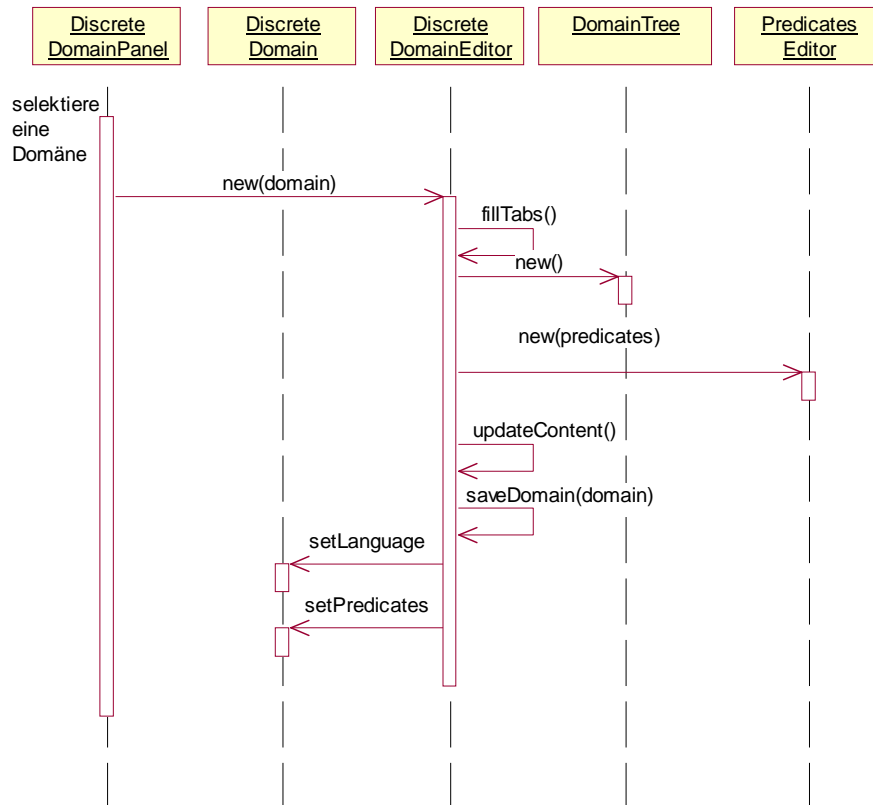 Discrete
DomainPanel
Discrete
Domain
Discrete
DomainEditor
DomainTree
Predicates
Editor
selektiere
eine
Domäne
new(domain)
fillTabs()
new()
new(predicates)
updateContent()
saveDomain(domain)
setLanguage
setPredicates